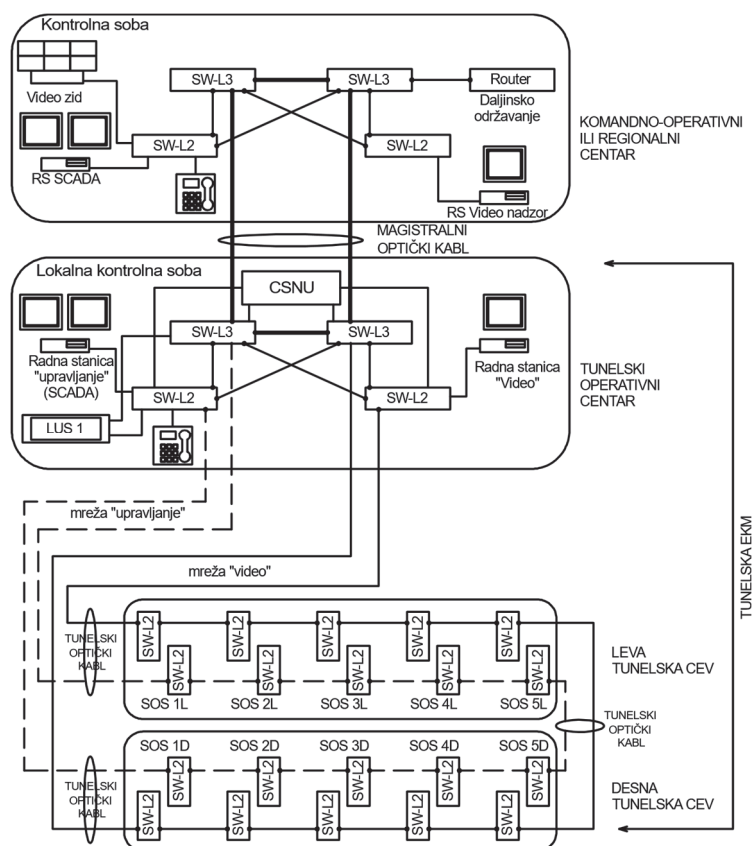 Kontrolna soba
SW-L3
SW-L3
Router
Video zid
Daljinsko
održavanje
SW-L2
SW-L2
RS SCADA
RS Video nadzor
KOMANDNO-OPERATIVNI
ILI REGIONALNI
CENTAR
MAGISTRALNI
OPTIČKI KABL
Lokalna kontrolna soba
CSNU
SW-L3
SW-L3
Radna stanica
"upravljanje"
(SCADA)
Radna stanica
"Video"
SW-L2
SW-L2
LUS 1
TUNELSKI
OPERATIVNI
CENTAR
mreža "upravljanje"
mreža "video"
TUNELSKA EKM
TUNELSKI
OPTIČKI
KABL
SW-L2
SW-L2
SW-L2
SW-L2
SW-L2
SW-L2
SW-L2
SW-L2
SW-L2
SW-L2
SOS 1L
SOS 2L
SOS 3L
SOS 4L
SOS 5L
LEVA
TUNELSKA CEV
TUNELSKI
OPTIČKI
KABL
SOS 1D
SOS 2D
SOS 3D
SOS 4D
SOS 5D
TUNELSKI
OPTIČKI
KABL
SW-L2
SW-L2
SW-L2
SW-L2
SW-L2
SW-L2
SW-L2
SW-L2
SW-L2
SW-L2
DESNA
TUNELSKA CEV